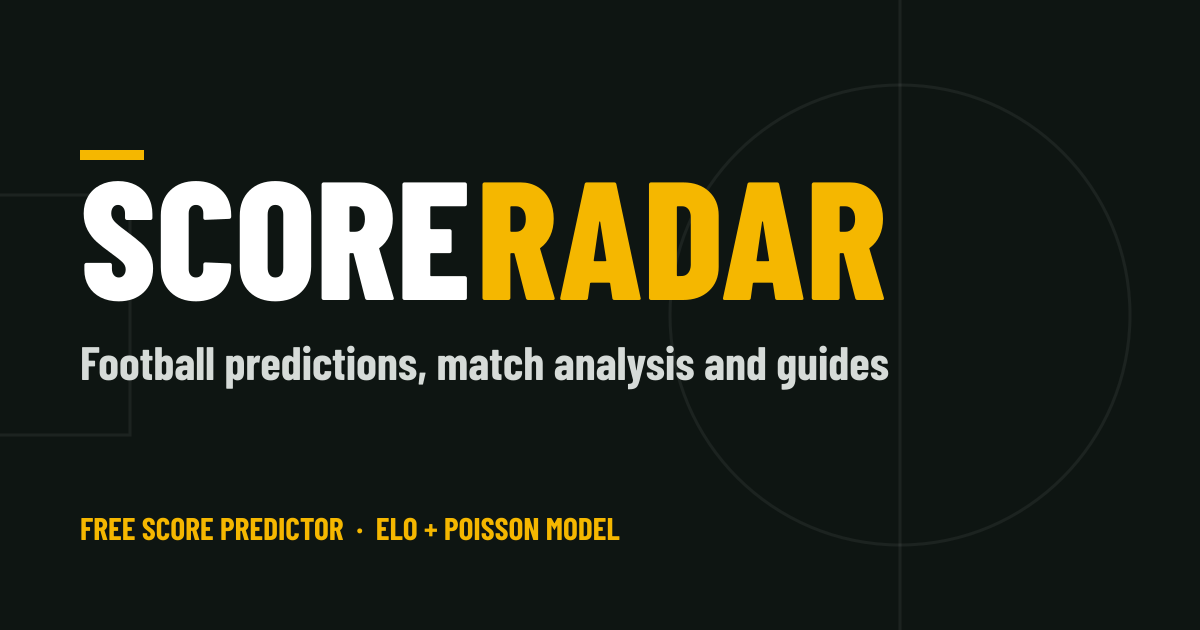 SCORERADAR
Football predictions, match analysis and guides
FREE SCORE PREDICTOR · ELO + POISSON MODEL